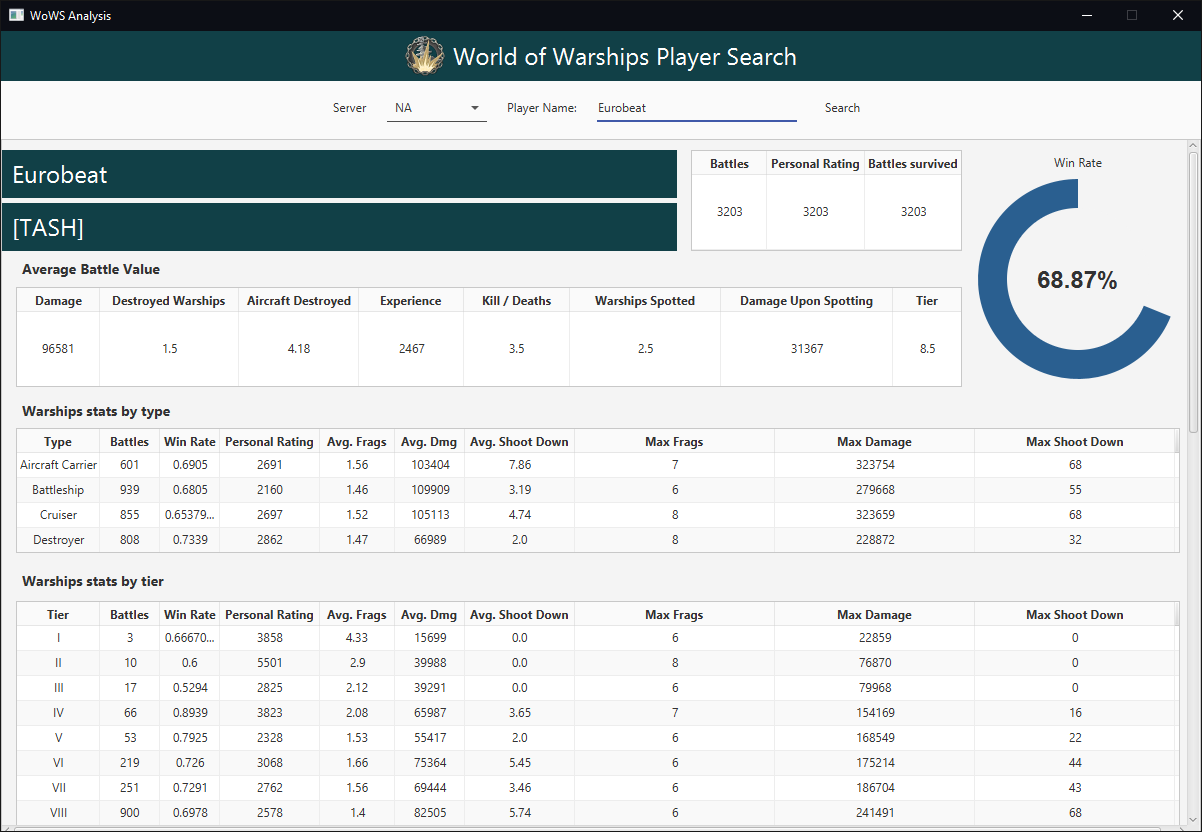 WoWS Analysis
World of Warships Player Search
Server NA Player Name: Eurobeat Search
Eurobeat
[TASH]
Battles Personal Rating Battles survived
3203 3203 3203
Win Rate
68.87%
Average Battle Value
Damage Destroyed Warships Aircraft Destroyed Experience Kill / Deaths Warships Spotted Damage Upon Spotting Tier
96581 1.5 4.18 2467 3.5 2.5 31367 8.5
Warships stats by type
Type Battles Win Rate Personal Rating Avg. Frags Avg. Dmg Avg. Shoot Down Max Frags Max Damage Max Shoot Down
Aircraft Carrier 601 0.6905 2691 1.56 103404 7.86 7 323754 68
Battleship 939 0.6805 2160 1.46 109909 3.19 6 279668 55
Cruiser 855 0.65379... 2697 1.52 105113 4.74 8 323659 68
Destroyer 808 0.7339 2862 1.47 66989 2.0 8 228872 32
Warships stats by tier
Tier Battles Win Rate Personal Rating Avg. Frags Avg. Dmg Avg. Shoot Down Max Frags Max Damage Max Shoot Down
I 3 0.66670... 3858 4.33 15699 0.0 6 22859 0
II 10 0.6 5501 2.9 39988 0.0 8 76870 0
III 17 0.5294 2825 2.12 39291 0.0 6 79968 0
IV 66 0.8939 3823 2.08 65987 3.65 7 154169 16
V 53 0.7925 2328 1.53 55417 2.0 6 168549 22
VI 219 0.726 3068 1.66 75364 5.45 6 175214 44
VII 251 0.7291 2762 1.56 69444 3.46 6 186704 43
VIII 900 0.6978 2578 1.4 82505 5.74 6 241491 68